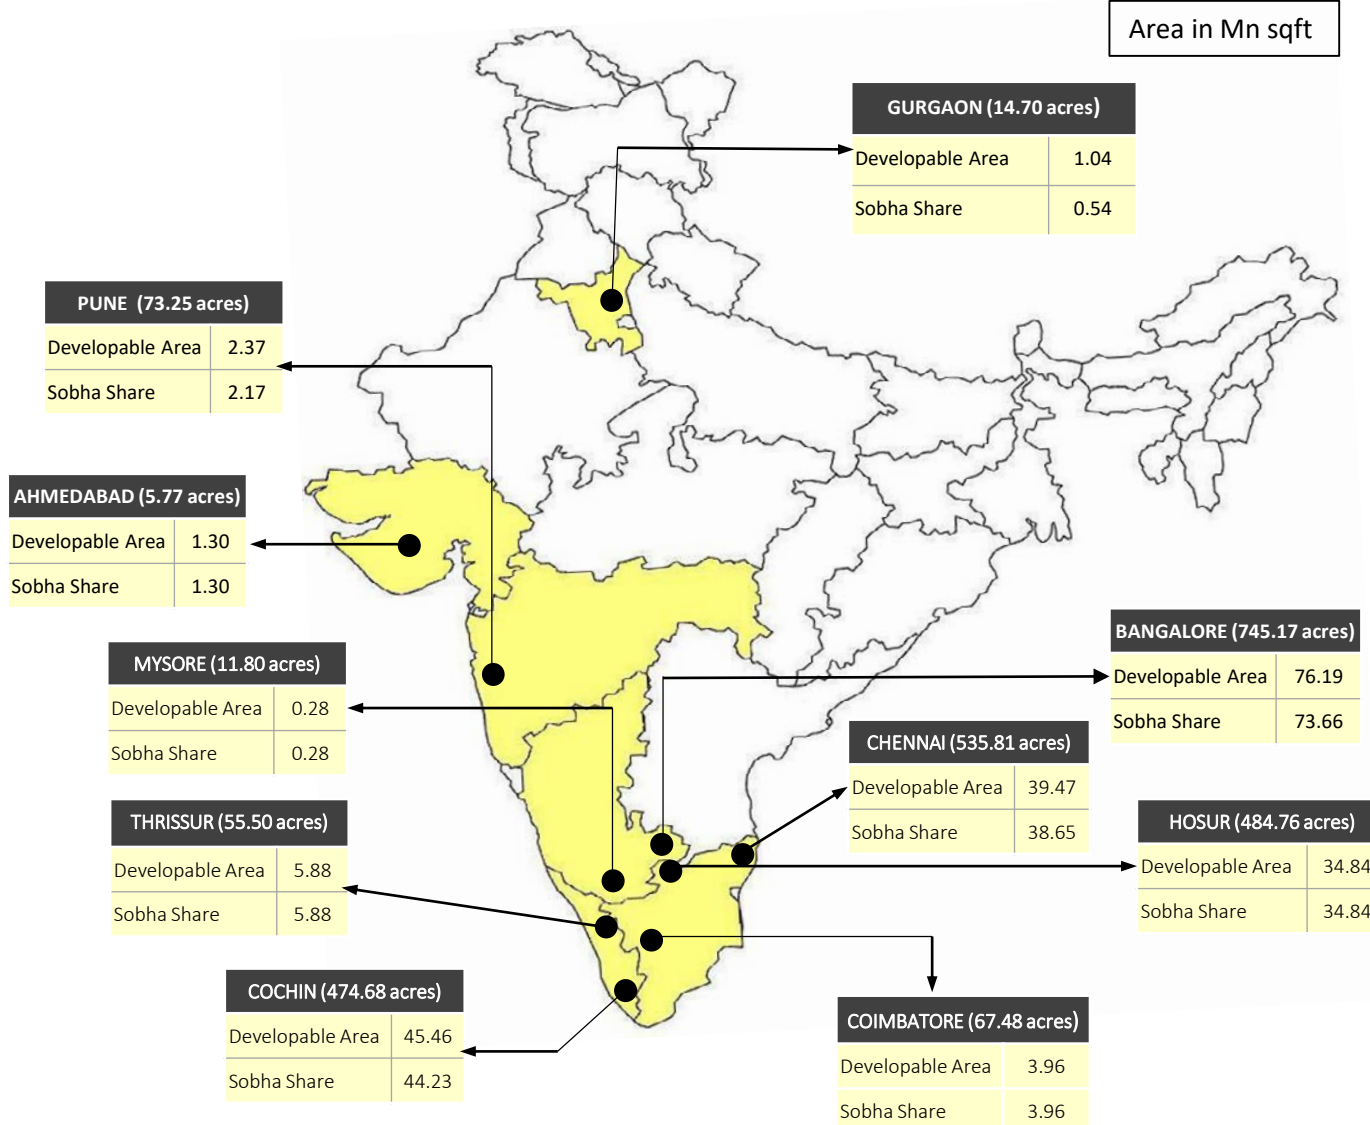 Area in Mn sqft
GURGAON (14.70 acres)
Developable Area 1.04
Sobha Share 0.54
PUNE (73.25 acres)
Developable Area 2.37
Sobha Share 2.17
AHMEDABAD (5.77 acres)
Developable Area 1.30
Sobha Share 1.30
BANGALORE (745.17 acres)
Developable Area 76.19
Sobha Share 73.66
MYSORE (11.80 acres)
Developable Area 0.28
Sobha Share 0.28
CHENNAI (535.81 acres)
Developable Area 39.47
Sobha Share 38.65
THRISSUR (55.50 acres)
Developable Area 5.88
Sobha Share 5.88
HOSUR (484.76 acres)
Developable Area 34.84
Sobha Share 34.84
COCHIN (474.68 acres)
Developable Area 45.46
Sobha Share 44.23
COIMBATORE (67.48 acres)
Developable Area 3.96
Sobha Share 3.96